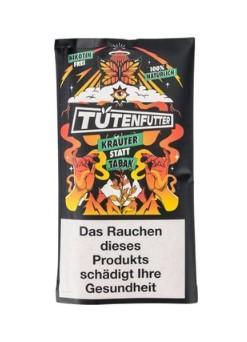 NIKOTIN
FREI
100%
NATÜRLICH
TÜTENFUTTER
KRÄUTER
STATT
TABAK
Das Rauchen
dieses
Produkts
schädigt Ihre
Gesundheit